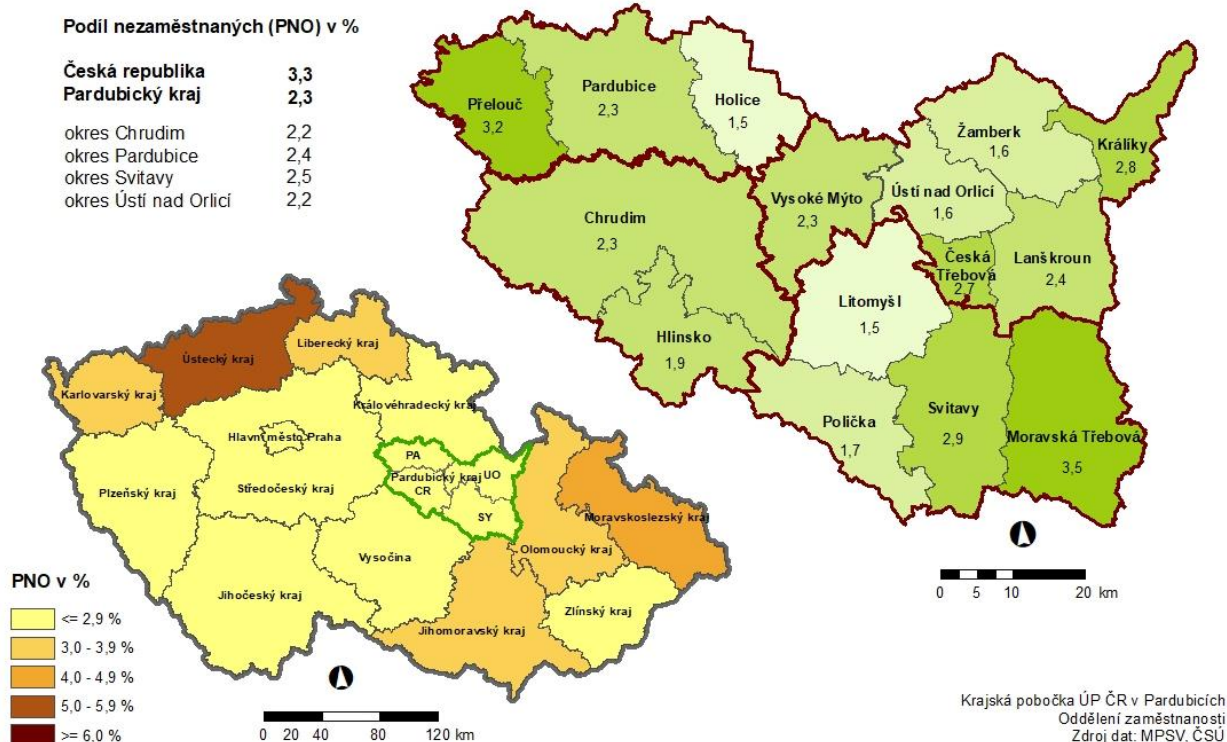 Podíl nezaměstnaných (PNO) v %
Česká republika 3,3
Pardubický kraj 2,3
okres Chrudim 2,2
okres Pardubice 2,4
okres Svitavy 2,5
okres Ústí nad Orlicí 2,2
Přelouč
3,2
Pardubice
2,3
Holice
1,5
Žamberk
1,6
Králíky
2,8
Vysoké Mýto
2,3
Ústí nad Orlicí
1,6
Chrudim
2,3
Česká
Třebová
2,7
Lanškroun
2,4
Litomyšl
1,5
Hlinsko
1,9
Polička
1,7
Svitavy
2,9
Moravská Třebová
3,5
0 5 10 20 km
Ústecký kraj
Liberecký kraj
Karlovarský kraj
Královéhradecký kraj
Hlavní město Praha
PA
UO
Pardubický kraj
CR
SY
Plzeňský kraj
Středočeský kraj
Moravskoslezský kraj
Olomoucký kraj
Vysočina
Jihočeský kraj
Zlínský kraj
Jihomoravský kraj
PNO v %
<= 2,9 %
3,0 - 3,9 %
4,0 - 4,9 %
5,0 - 5,9 %
>= 6,0 %
0 20 40 80 120 km
Krajská pobočka ÚP ČR v Pardubicích
Oddělení zaměstnanosti
Zdroj dat: MPSV, ČSÚ